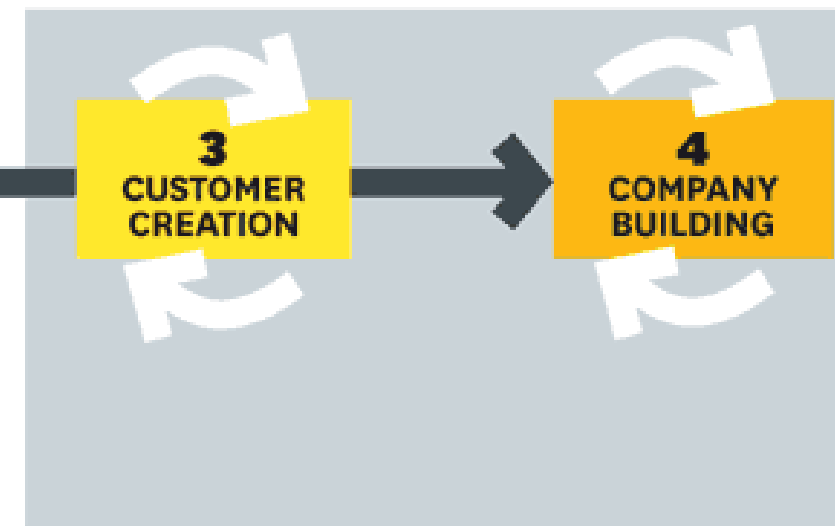 3
CUSTOMER
CREATION
4
COMPANY
BUILDING